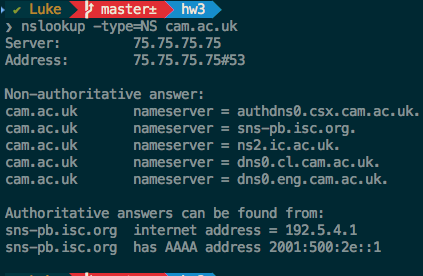 ✔ Luke master± hw3
❯ nslookup -type=NS cam.ac.uk
Server: 75.75.75.75
Address: 75.75.75.75#53
Non-authoritative answer:
cam.ac.uk nameserver = authdns0.csx.cam.ac.uk.
cam.ac.uk nameserver = sns-pb.isc.org.
cam.ac.uk nameserver = ns2.ic.ac.uk.
cam.ac.uk nameserver = dns0.cl.cam.ac.uk.
cam.ac.uk nameserver = dns0.eng.cam.ac.uk.
Authoritative answers can be found from:
sns-pb.isc.org internet address = 192.5.4.1
sns-pb.isc.org has AAAA address 2001:500:2e::1